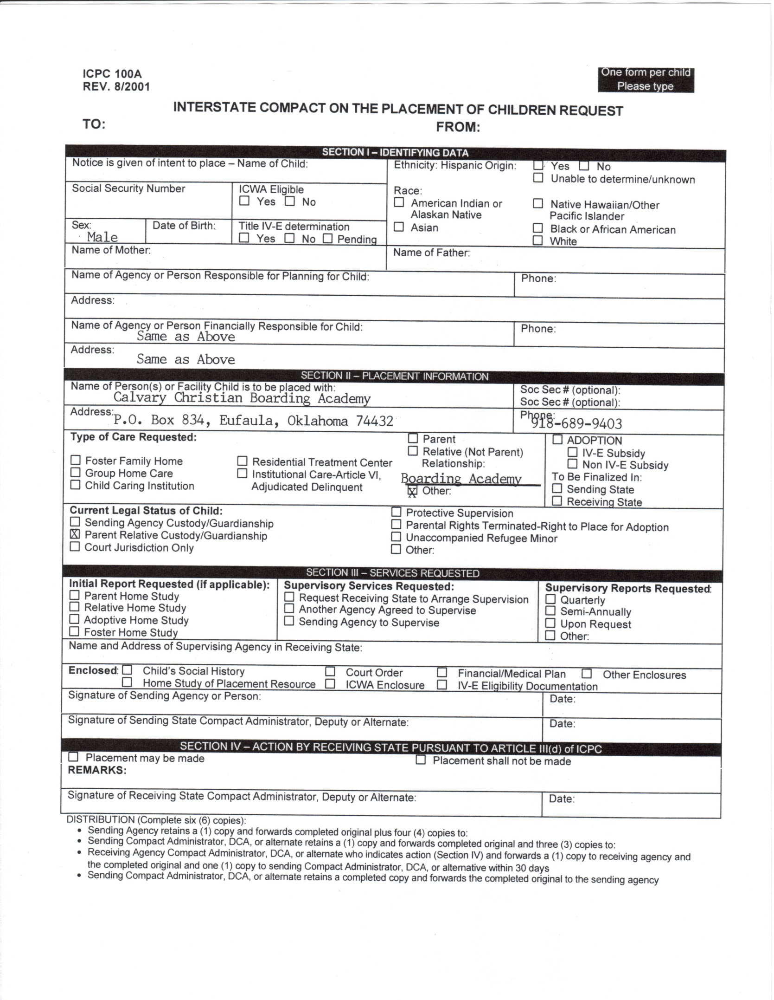 ICPC 100A
REV. 8/2001
One form per child
Please type
INTERSTATE COMPACT ON THE PLACEMENT OF CHILDREN REQUEST
TO: FROM:
SECTION I – IDENTIFYING DATA
Notice is given of intent to place – Name of Child:
Ethnicity: Hispanic Origin: ☐ Yes ☐ No
☐ Unable to determine/unknown
Social Security Number
ICWA Eligible
☐ Yes ☐ No
Race:
☐ American Indian or
Alaskan Native
☐ Native Hawaiian/Other
Pacific Islander
☐ Asian
☐ Black or African American
☐ White
Sex:
Male
Date of Birth:
Title IV-E determination
☐ Yes ☐ No ☐ Pending
Name of Mother:
Name of Father:
Name of Agency or Person Responsible for Planning for Child:
Phone:
Address:
Name of Agency or Person Financially Responsible for Child:
Same as Above
Phone:
Address:
Same as Above
SECTION II – PLACEMENT INFORMATION
Name of Person(s) or Facility Child is to be placed with:
Calvary Christian Boarding Academy
Soc Sec # (optional):
Soc Sec # (optional):
Address: P.O. Box 834, Eufaula, Oklahoma 74432
Phone:
918-689-9403
Type of Care Requested:
☐ Foster Family Home
☐ Group Home Care
☐ Child Caring Institution
☐ Residential Treatment Center
☐ Institutional Care-Article VI,
Adjudicated Delinquent
☐ Parent
☐ Relative (Not Parent)
Relationship:
Boarding Academy
☒ Other:
☐ ADOPTION
☐ IV-E Subsidy
☐ Non IV-E Subsidy
To Be Finalized In:
☐ Sending State
☐ Receiving State
Current Legal Status of Child:
☐ Sending Agency Custody/Guardianship
☒ Parent Relative Custody/Guardianship
☐ Court Jurisdiction Only
☐ Protective Supervision
☐ Parental Rights Terminated-Right to Place for Adoption
☐ Unaccompanied Refugee Minor
☐ Other:
SECTION III – SERVICES REQUESTED
Initial Report Requested (if applicable):
☐ Parent Home Study
☐ Relative Home Study
☐ Adoptive Home Study
☐ Foster Home Study
Supervisory Services Requested:
☐ Request Receiving State to Arrange Supervision
☐ Another Agency Agreed to Supervise
☐ Sending Agency to Supervise
Supervisory Reports Requested:
☐ Quarterly
☐ Semi-Annually
☐ Upon Request
☐ Other:
Name and Address of Supervising Agency in Receiving State:
Enclosed: ☐ Child's Social History ☐ Court Order ☐ Financial/Medical Plan ☐ Other Enclosures
☐ Home Study of Placement Resource ☐ ICWA Enclosure ☐ IV-E Eligibility Documentation
Signature of Sending Agency or Person: Date:
Signature of Sending State Compact Administrator, Deputy or Alternate: Date:
SECTION IV – ACTION BY RECEIVING STATE PURSUANT TO ARTICLE III(d) of ICPC
☐ Placement may be made ☐ Placement shall not be made
REMARKS:
Signature of Receiving State Compact Administrator, Deputy or Alternate: Date:
DISTRIBUTION (Complete six (6) copies):
• Sending Agency retains a (1) copy and forwards completed original plus four (4) copies to:
• Sending Compact Administrator, DCA, or alternate retains a (1) copy and forwards completed original and three (3) copies to:
• Receiving Agency Compact Administrator, DCA, or alternate who indicates action (Section IV) and forwards a (1) copy to receiving agency and
the completed original and one (1) copy to sending Compact Administrator, DCA, or alternative within 30 days
• Sending Compact Administrator, DCA, or alternate retains a completed copy and forwards the completed original to the sending agency